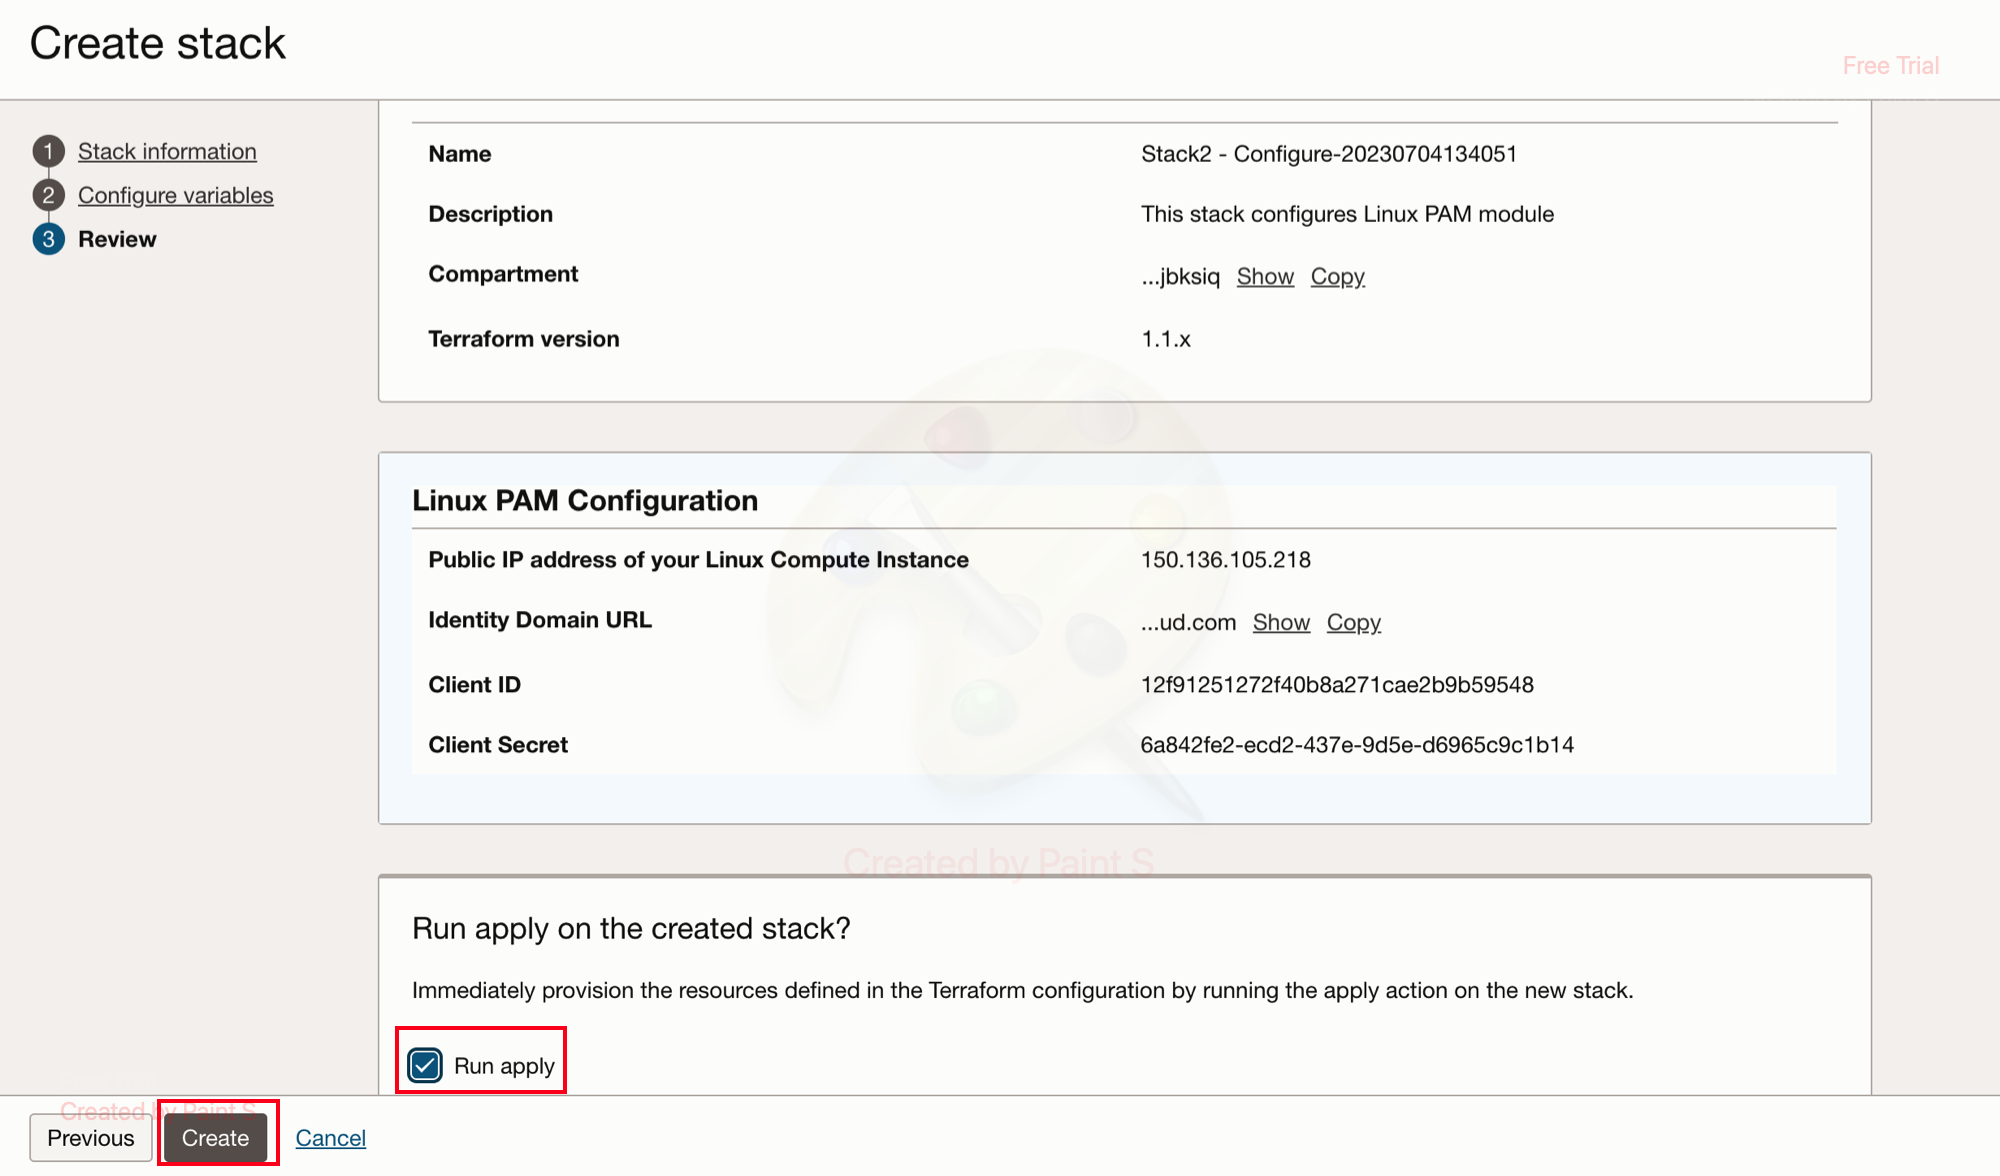 Create stack
Free Trial
1 Stack information
2 Configure variables
3 Review
Name Stack2 - Configure-20230704134051
Description This stack configures Linux PAM module
Compartment ...jbksiq Show Copy
Terraform version 1.1.x
Linux PAM Configuration
Public IP address of your Linux Compute Instance 150.136.105.218
Identity Domain URL ...ud.com Show Copy
Client ID 12f91251272f40b8a271cae2b9b59548
Client Secret 6a842fe2-ecd2-437e-9d5e-d6965c9c1b14
Created by Paint S
Run apply on the created stack?
Immediately provision the resources defined in the Terraform configuration by running the apply action on the new stack.
Run apply
Created by Paint S
Previous Create Cancel